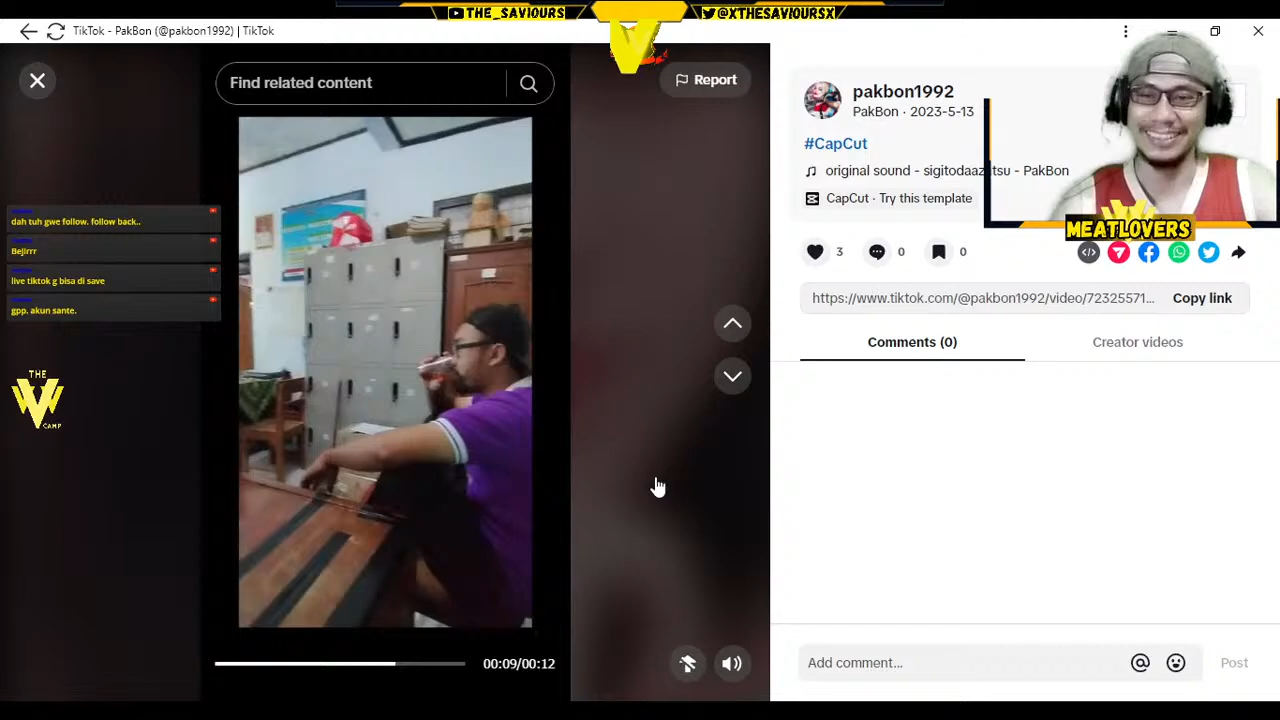 THE_SAVIOURS
@XTHESAVIOURSX
TikTok - PakBon (@pakbon1992) | TikTok
Find related content
Report
pakbon1992
PakBon · 2023-5-13
#CapCut
original sound - sigitodaaz tsu - PakBon
CapCut · Try this template
MEATLOVERS
3
0
0
https://www.tiktok.com/@pakbon1992/video/72325571...
Copy link
Comments (0)
Creator videos
dah tuh gwe follow. follow back..
Bejirrr
live tiktok g bisa di save
gpp. akun sante.
THE
CAMP
00:09/00:12
Add comment...
Post